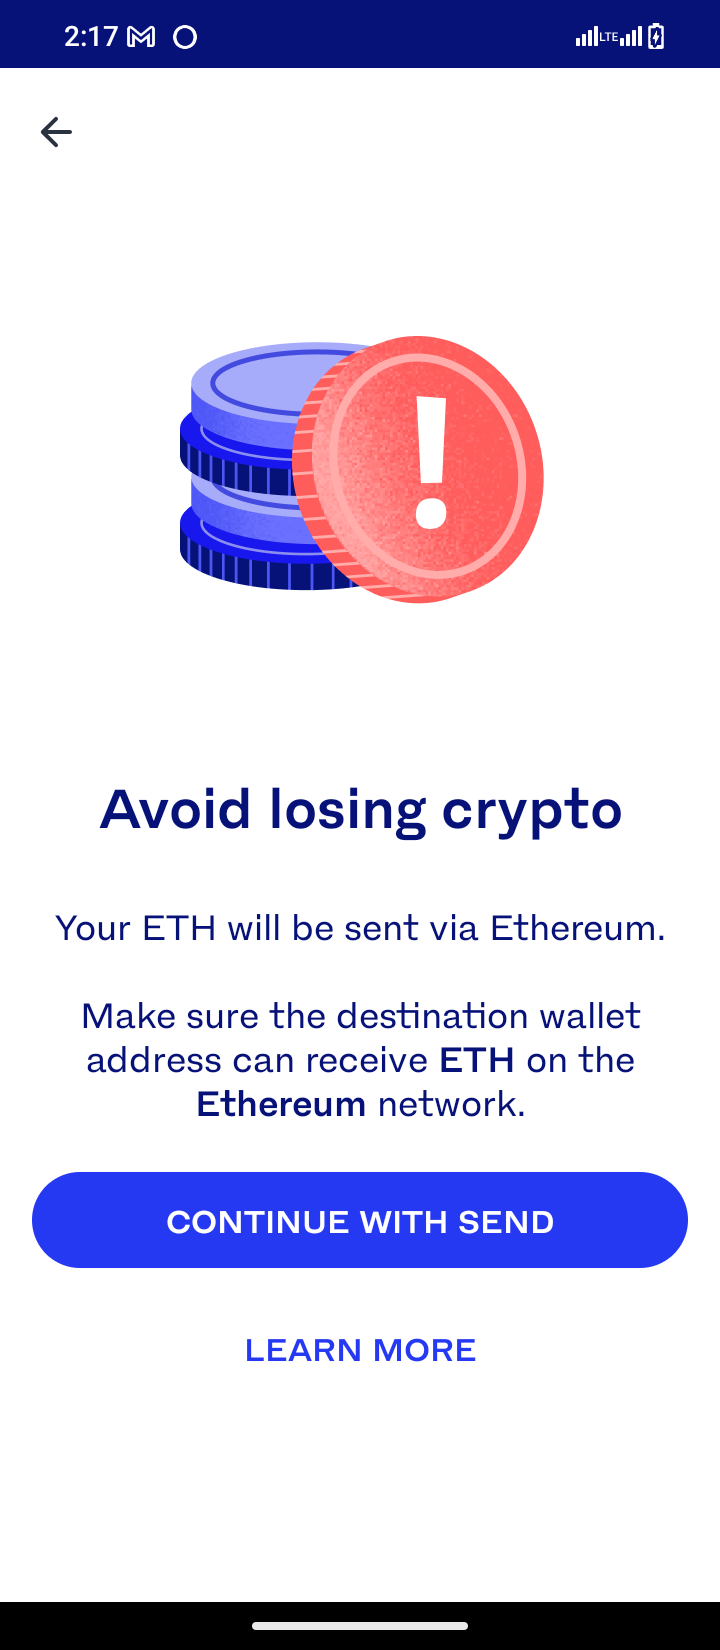 2:17
LTE
Avoid losing crypto
Your ETH will be sent via Ethereum.
Make sure the destination wallet
address can receive ETH on the
Ethereum network.
CONTINUE WITH SEND
LEARN MORE